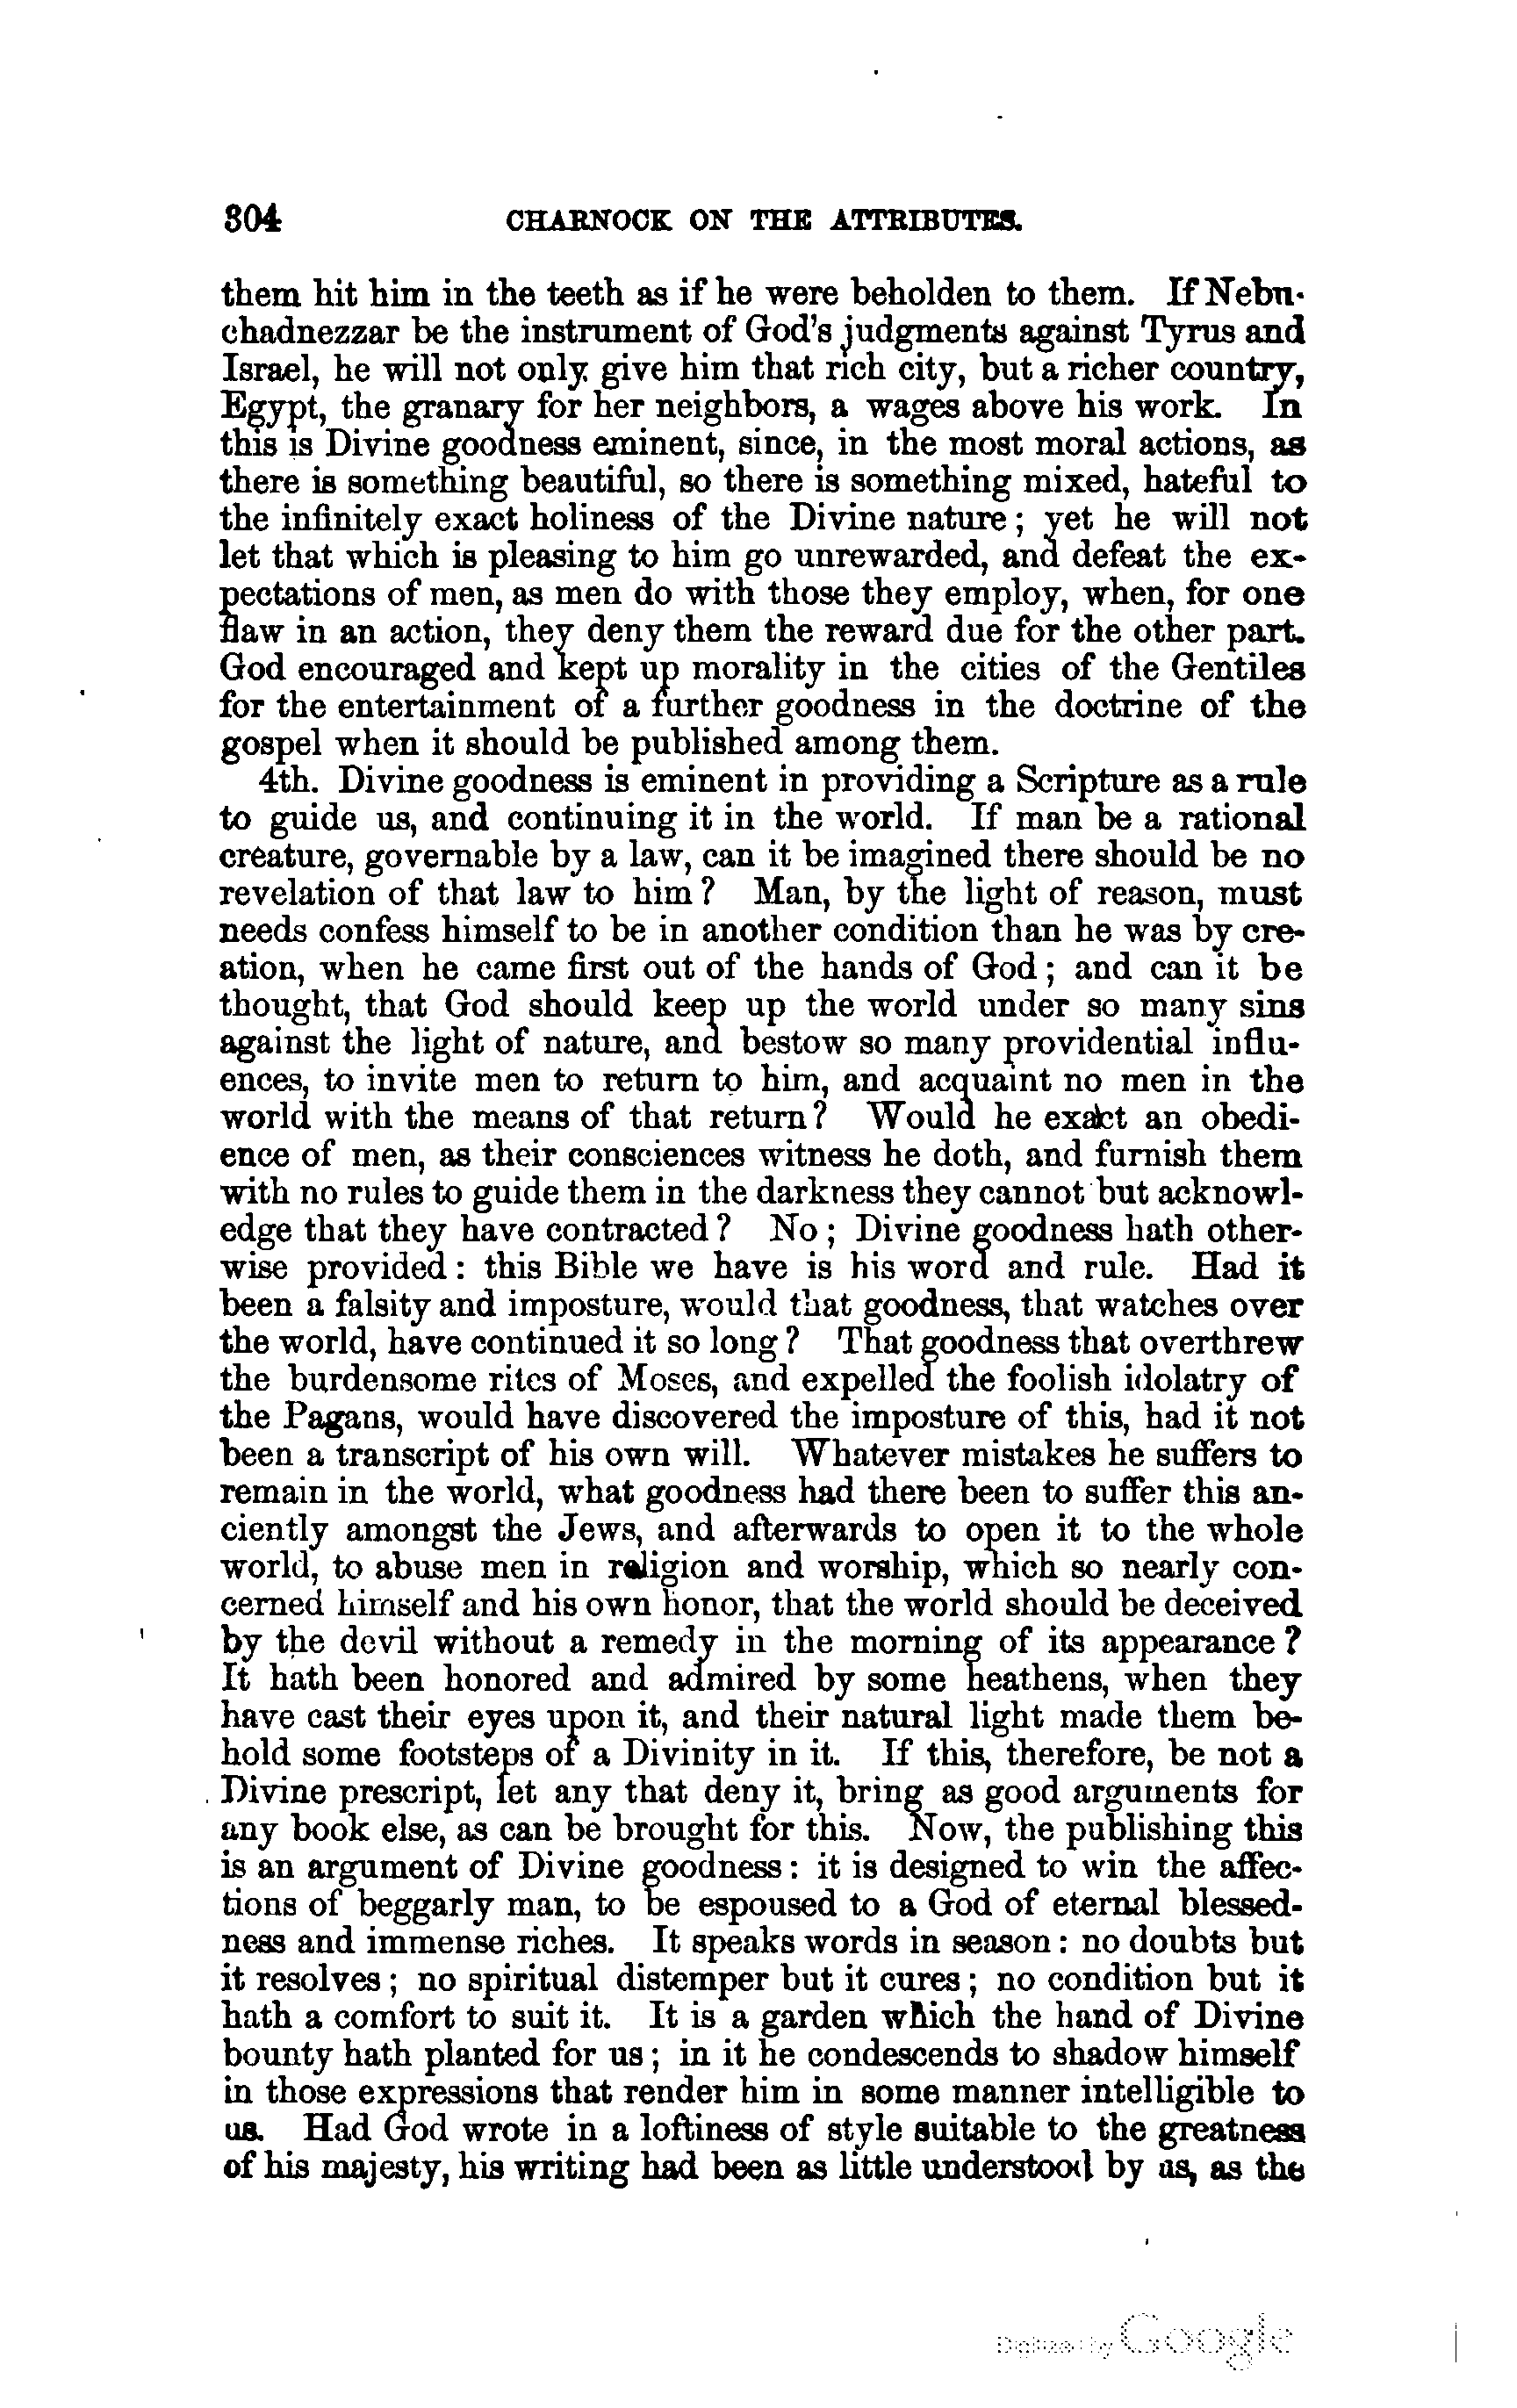 304 CHARNOCK ON THE ATTRIBUTES.
them hit him in the teeth as if he were beholden to them. If Nebu-
chadnezzar be the instrument of God's judgments against Tyrus and
Israel, he will not only give him that rich city, but a richer country,
Egypt, the granary for her neighbors, a wages above his work. In
this is Divine goodness eminent, since, in the most moral actions, as
there is something beautiful, so there is something mixed, hateful to
the infinitely exact holiness of the Divine nature; yet he will not
let that which is pleasing to him go unrewarded, and defeat the ex-
pectations of men, as men do with those they employ, when, for one
flaw in an action, they deny them the reward due for the other part.
God encouraged and kept up morality in the cities of the Gentiles
for the entertainment of a further goodness in the doctrine of the
gospel when it should be published among them.
4th. Divine goodness is eminent in providing a Scripture as a rule
to guide us, and continuing it in the world. If man be a rational
creature, governable by a law, can it be imagined there should be no
revelation of that law to him? Man, by the light of reason, must
needs confess himself to be in another condition than he was by cre-
ation, when he came first out of the hands of God; and can it be
thought, that God should keep up the world under so many sins
against the light of nature, and bestow so many providential influ-
ences, to invite men to return to him, and acquaint no men in the
world with the means of that return? Would he exact an obedi-
ence of men, as their consciences witness he doth, and furnish them
with no rules to guide them in the darkness they cannot but acknowl-
edge that they have contracted? No; Divine goodness hath other-
wise provided: this Bible we have is his word and rule. Had it
been a falsity and imposture, would that goodness, that watches over
the world, have continued it so long? That goodness that overthrew
the burdensome rites of Moses, and expelled the foolish idolatry of
the Pagans, would have discovered the imposture of this, had it not
been a transcript of his own will. Whatever mistakes he suffers to
remain in the world, what goodness had there been to suffer this an-
ciently amongst the Jews, and afterwards to open it to the whole
world, to abuse men in religion and worship, which so nearly con-
cerned himself and his own honor, that the world should be deceived
by the devil without a remedy in the morning of its appearance?
It hath been honored and admired by some heathens, when they
have cast their eyes upon it, and their natural light made them be-
hold some footsteps of a Divinity in it. If this, therefore, be not a
Divine prescript, let any that deny it, bring as good arguments for
any book else, as can be brought for this. Now, the publishing this
is an argument of Divine goodness: it is designed to win the affec-
tions of beggarly man, to be espoused to a God of eternal blessed-
ness and immense riches. It speaks words in season: no doubts but
it resolves; no spiritual distemper but it cures; no condition but it
hath a comfort to suit it. It is a garden which the hand of Divine
bounty hath planted for us; in it he condescends to shadow himself
in those expressions that render him in some manner intelligible to
us. Had God wrote in a loftiness of style suitable to the greatness
of his majesty, his writing had been as little understood by us, as the
Digitized by Google